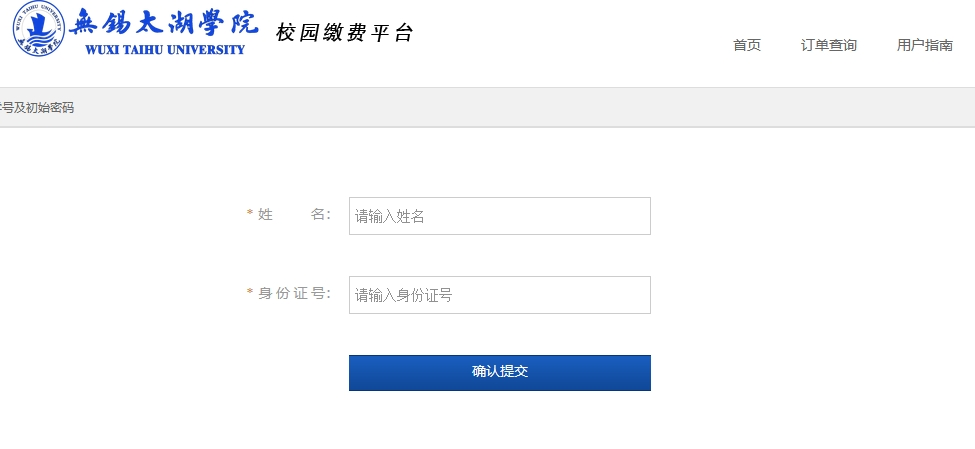 無錫太湖學院
WUXI TAIHU UNIVERSITY
校园缴费平台
首页 订单查询 用户指南
号及初始密码
* 姓 名: 请输入姓名
* 身份证号: 请输入身份证号
确认提交